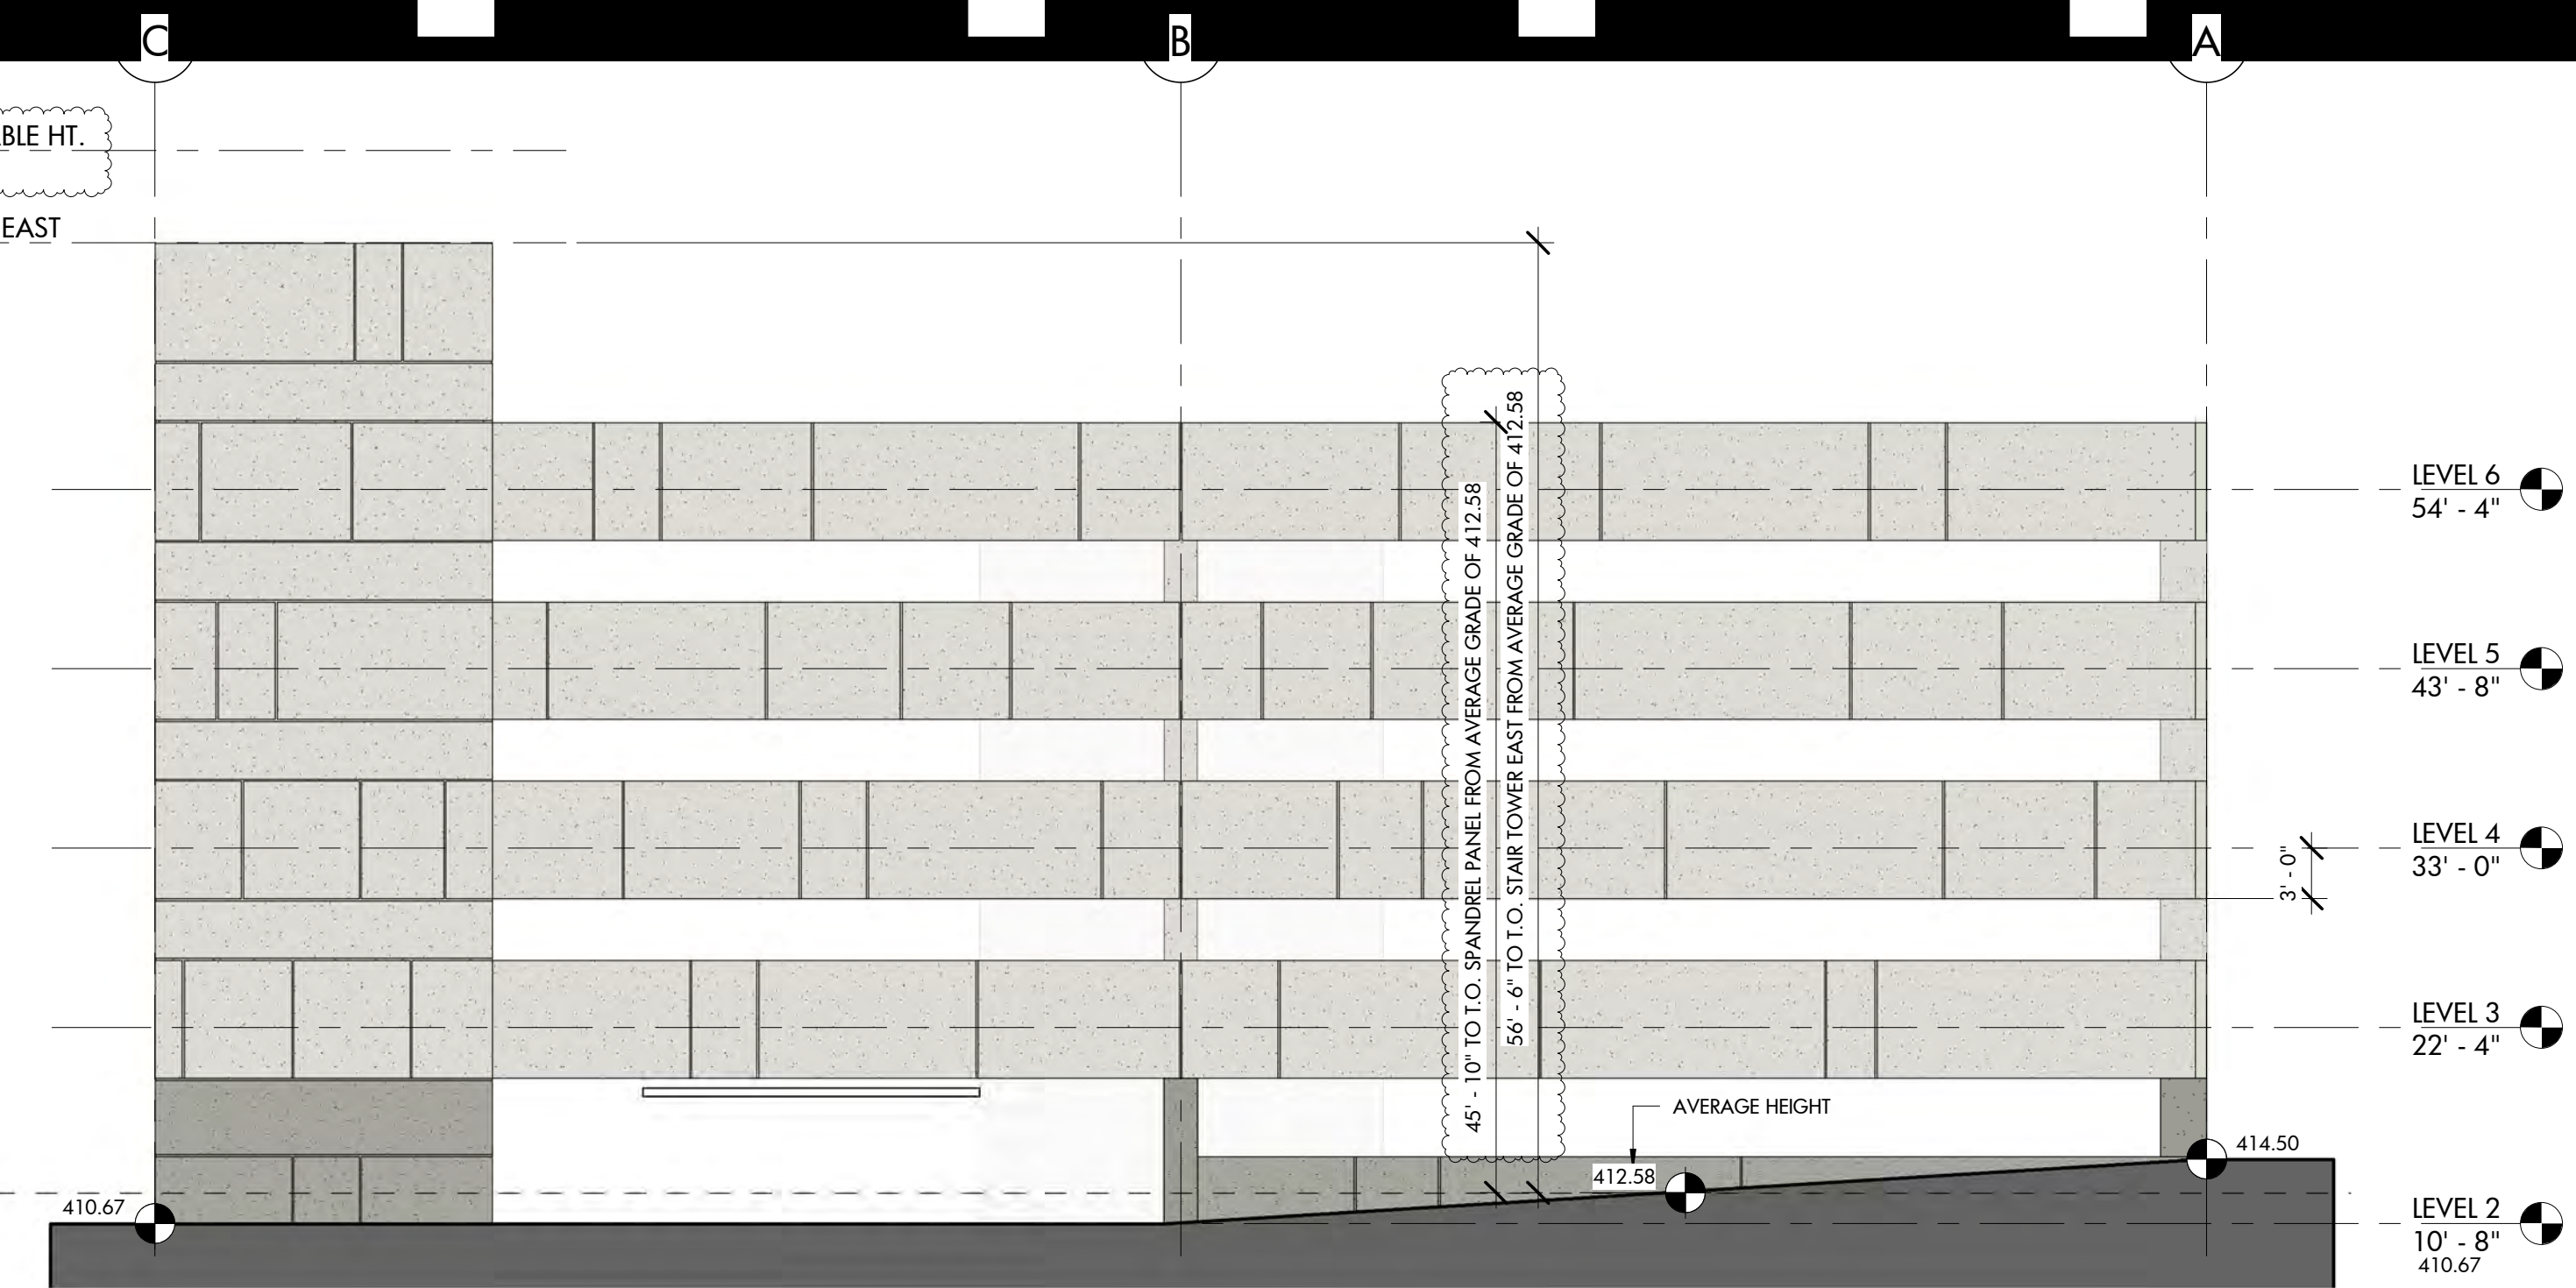 C
B
A
BLE HT.
EAST
45' - 10" TO T.O. SPANDREL PANEL FROM AVERAGE GRADE OF 412.58
56' - 6" TO T.O. STAIR TOWER EAST FROM AVERAGE GRADE OF 412.58
LEVEL 6
54' - 4"
LEVEL 5
43' - 8"
LEVEL 4
33' - 0"
3' - 0"
LEVEL 3
22' - 4"
AVERAGE HEIGHT
412.58
414.50
410.67
LEVEL 2
10' - 8"
410.67